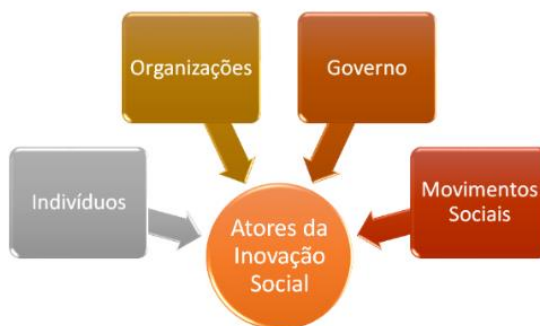 Organizações
Governo
Indivíduos
Movimentos
Sociais
Atores da
Inovação
Social